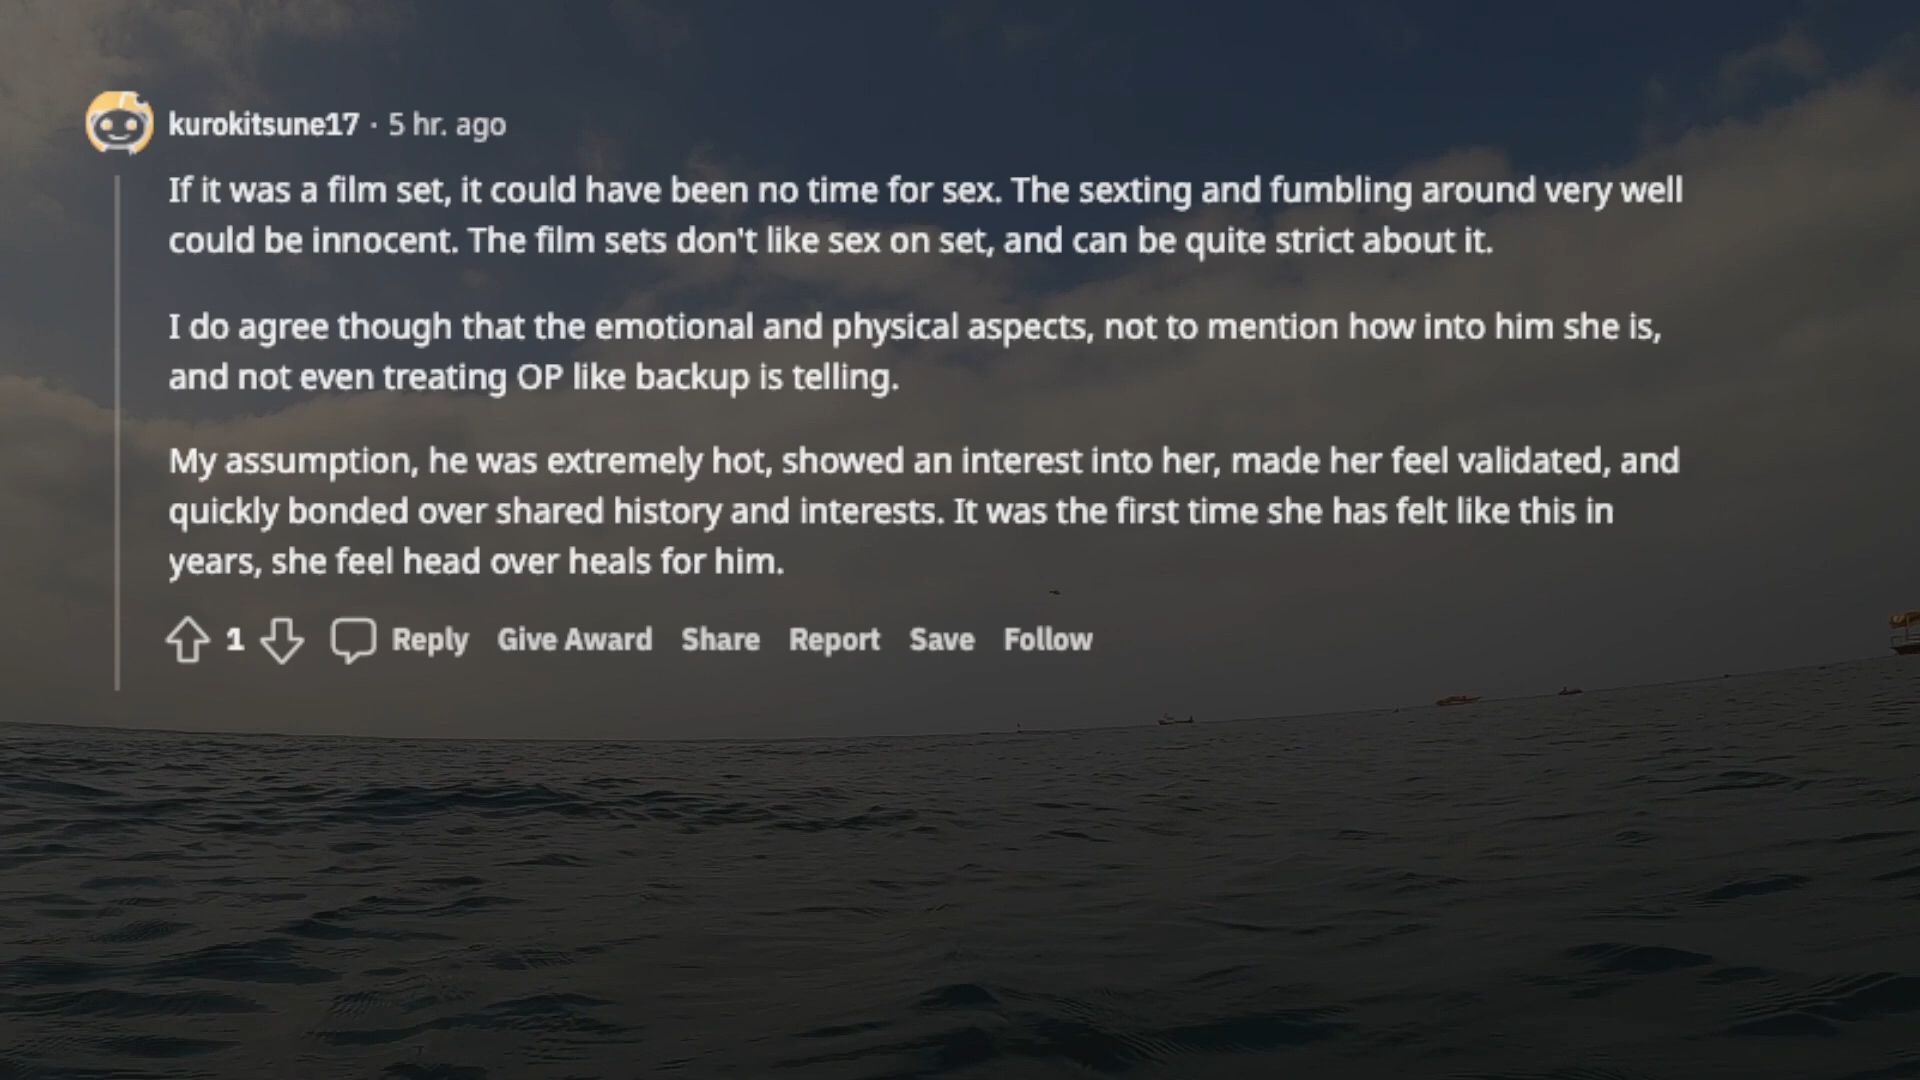 kurokitsune17 · 5 hr. ago
If it was a film set, it could have been no time for sex. The sexting and fumbling around very well
could be innocent. The film sets don't like sex on set, and can be quite strict about it.
I do agree though that the emotional and physical aspects, not to mention how into him she is,
and not even treating OP like backup is telling.
My assumption, he was extremely hot, showed an interest into her, made her feel validated, and
quickly bonded over shared history and interests. It was the first time she has felt like this in
years, she feel head over heals for him.
1 Reply Give Award Share Report Save Follow